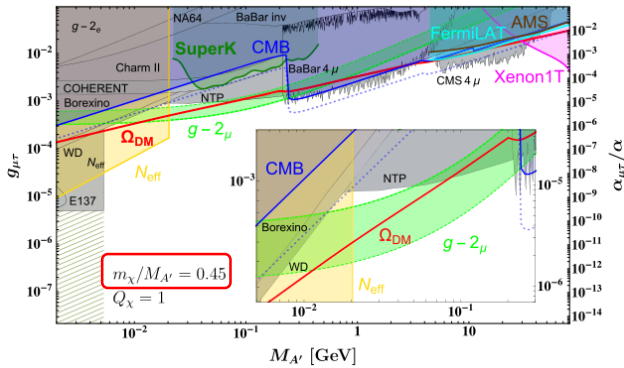 g-2e
NA64
BaBar inv
AMS
FermiLAT
SuperK
CMB
Charm II
BaBar 4 μ
Xenon1T
CMS 4 μ
COHERENT
Borexino
NTP
ΩDM
g-2μ
WD
Neff
Neff
E137
mχ/MA' = 0.45
Qχ = 1
CMB
NTP
Borexino
ΩDM
g-2μ
WD
Neff
10⁻³
10⁻⁵
10⁻⁶
10⁻²
10⁻¹
10⁻²
10⁻³
10⁻⁴
10⁻⁵
10⁻⁶
10⁻⁷
gμτ
10⁻²
10⁻³
10⁻⁴
10⁻⁵
10⁻⁶
10⁻⁷
10⁻⁸
10⁻⁹
10⁻¹⁰
10⁻¹¹
10⁻¹²
10⁻¹³
10⁻¹⁴
αμτ/α
10⁻²
10⁻¹
1
10
MA' [GeV]